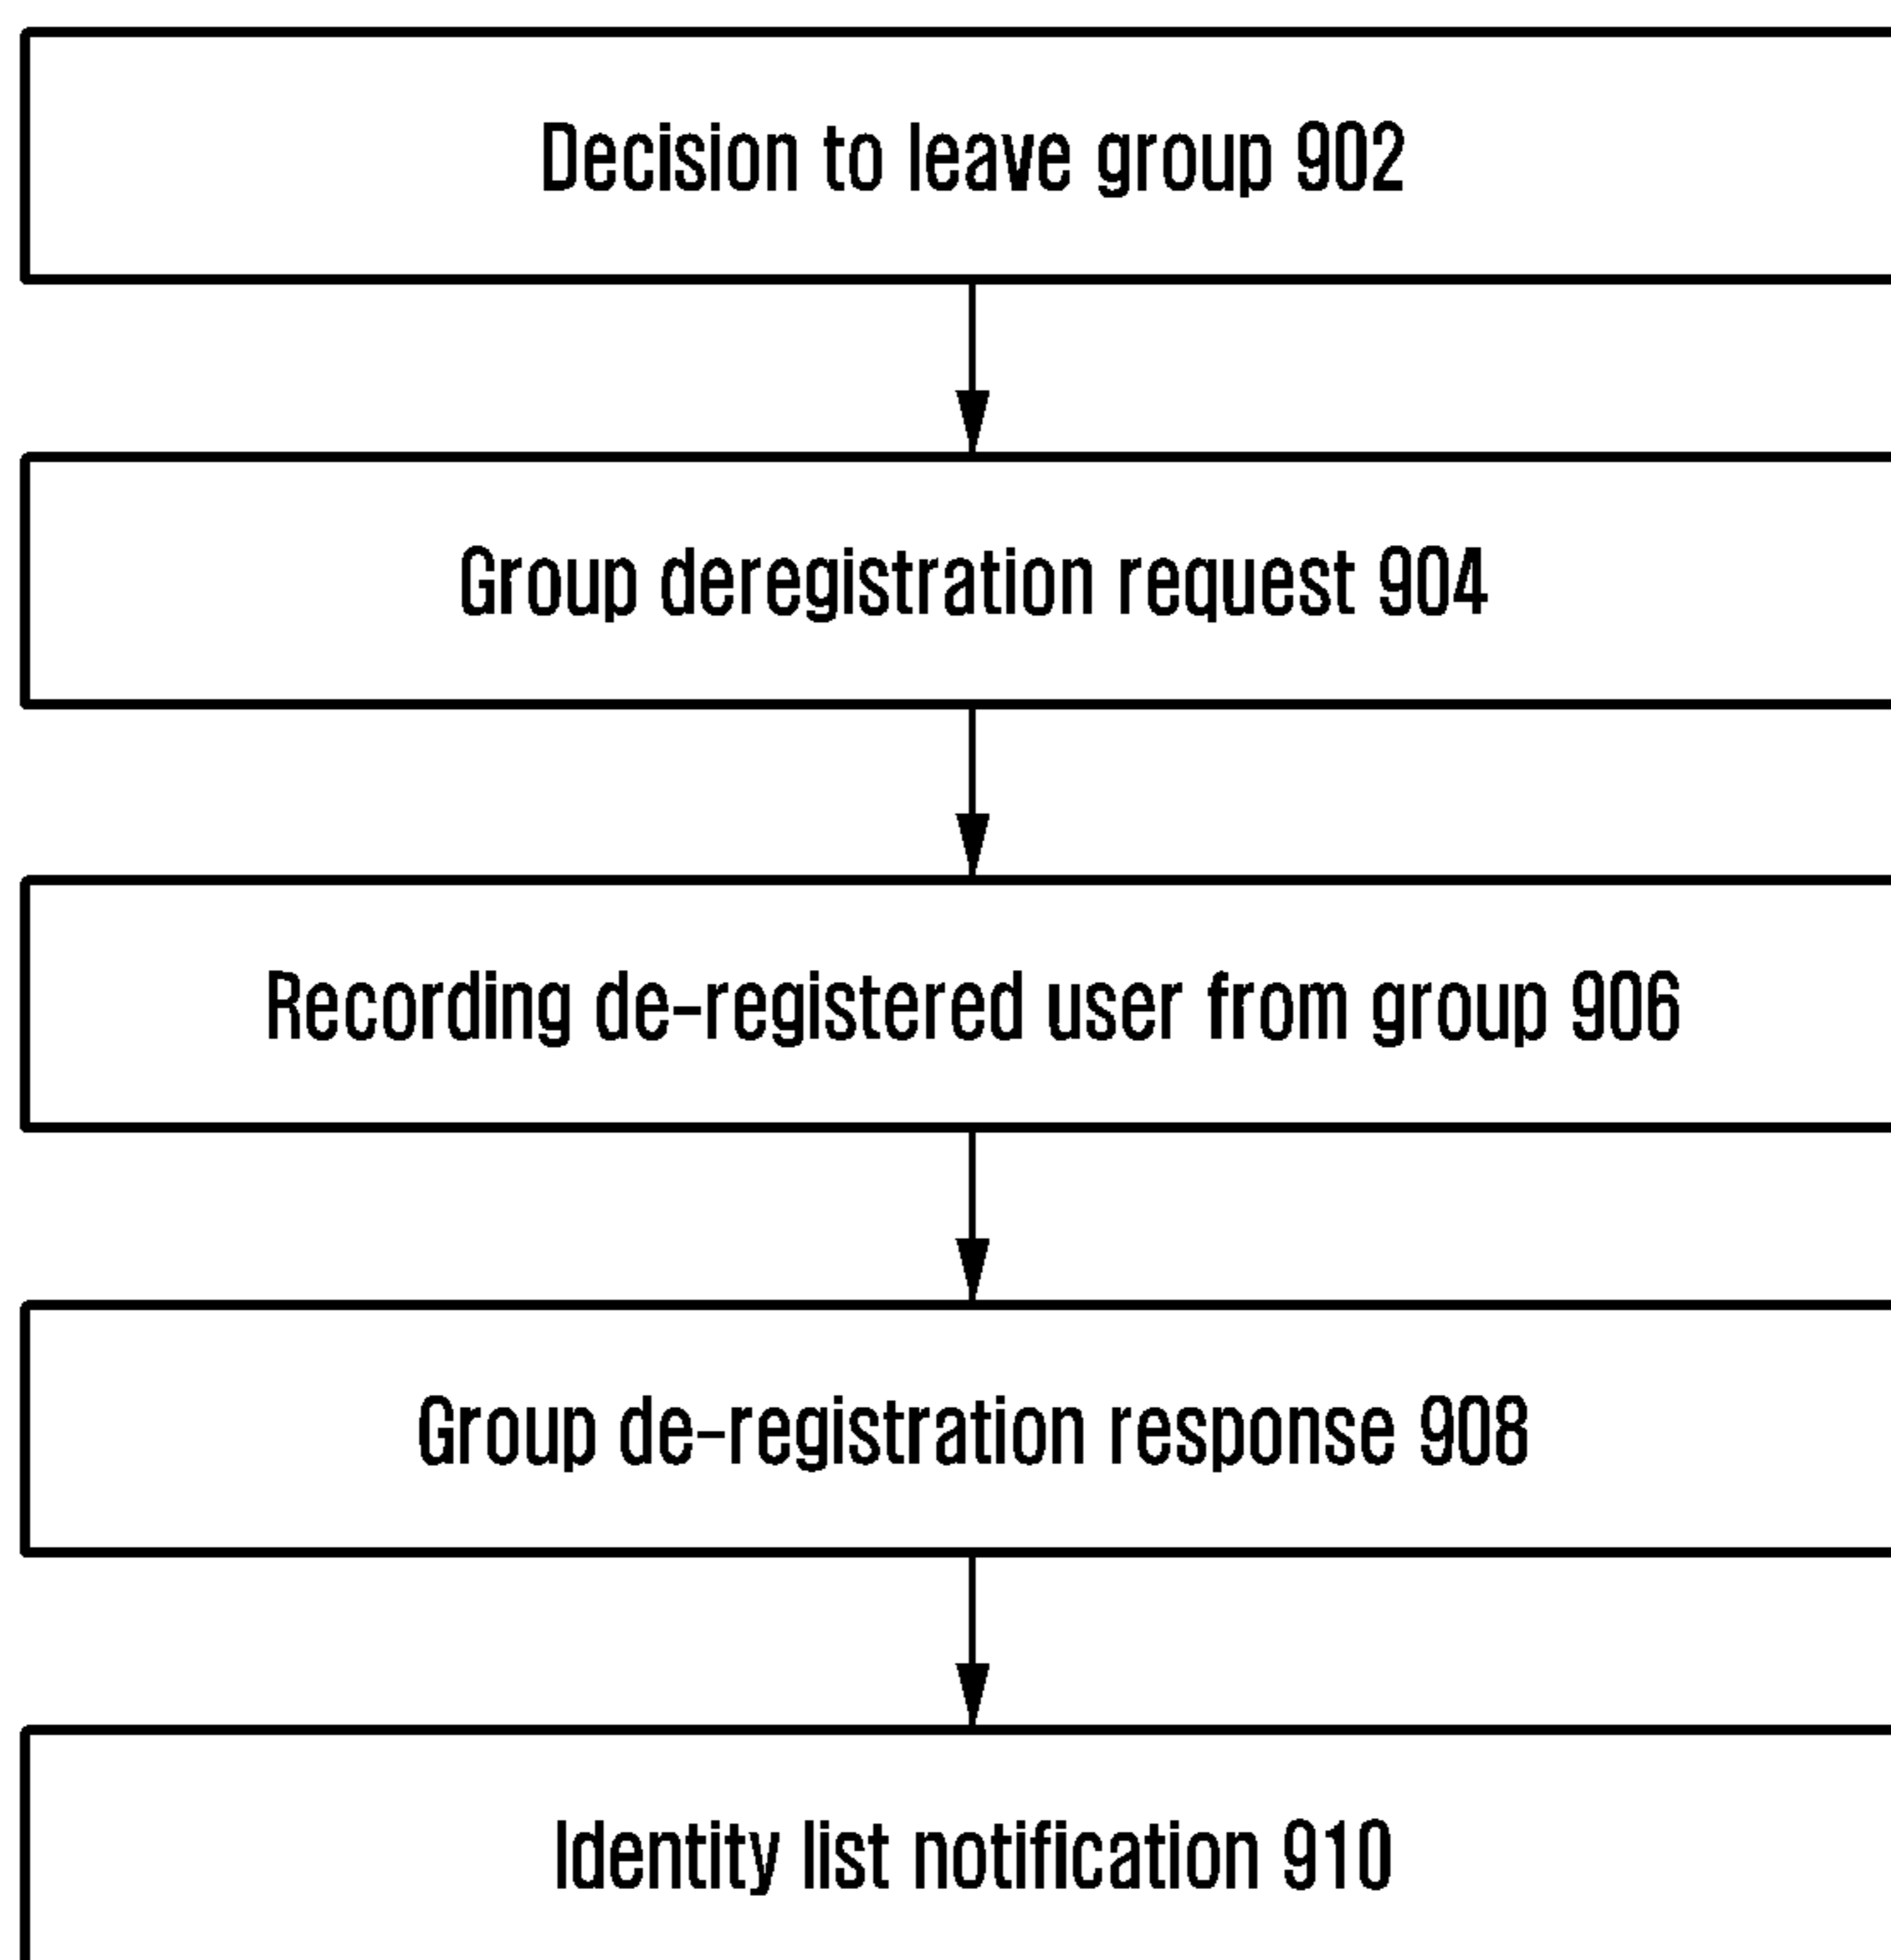 Decision to leave group 902
Group deregistration request 904
Recording de-registered user from group 906
Group de-registration response 908
Identity list notification 910